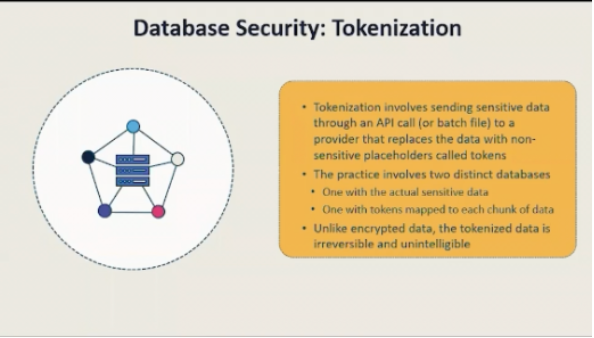 Database Security: Tokenization
• Tokenization involves sending sensitive data
through an API call (or batch file) to a
provider that replaces the data with non-
sensitive placeholders called tokens
• The practice involves two distinct databases
• One with the actual sensitive data
• One with tokens mapped to each chunk of data
• Unlike encrypted data, the tokenized data is
irreversible and unintelligible